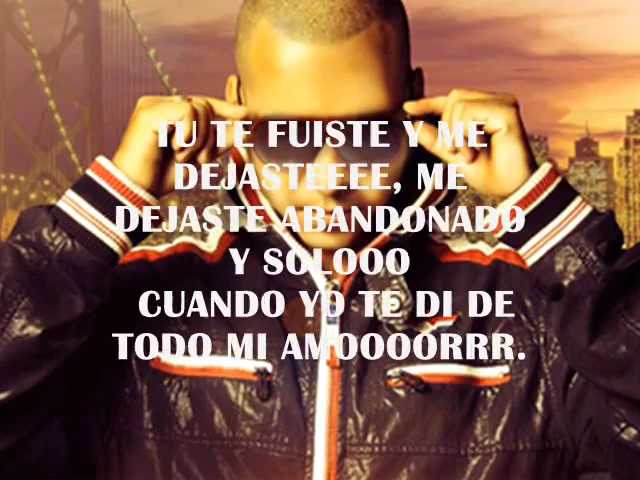 TU TE FUISTE Y ME
DEJASTEEEE, ME
DEJASTE ABANDONADO
Y SOLOOO
CUANDO YO TE DI DE
TODO MI AMOOOORRR.